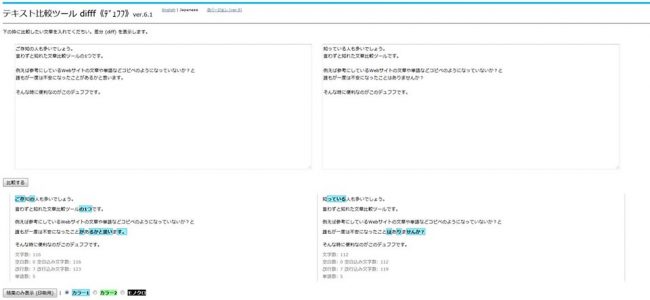 テキスト比較ツール difff《ﾃﾞｭﾌﾌ》 ver.6.1
English | Japanese
旧バージョン (ver.5)
下の枠に比較したい文章を入れてください。差分 (diff) を表示します。
ご存知の人も多いでしょう。
言わずと知れた文章比較ツールの1つです。
例えば参考にしているWebサイトの文章や単語などコピペのようになっていないか?と
誰もが一度は不安になったことがあるかと思います。
そんな時に便利なのがこのデュフフです。
知っている人も多いでしょう。
言わずと知れた文章比較ツールです。
例えば参考にしているWebサイトの文章や単語などコピペのようになっていないか?と
誰もが一度は不安になったことはありませんか?
そんな時に便利なのがこのデュフフです。
比較する
ご存知の人も多いでしょう。
言わずと知れた文章比較ツールの1つです。
例えば参考にしているWebサイトの文章や単語などコピペのようになっていないか?と
誰もが一度は不安になったことがあるかと思います。
そんな時に便利なのがこのデュフフです。
文字数: 116
空白数: 0 空白込み文字数: 116
改行数: 7 改行込み文字数: 123
単語数: 5
知っている人も多いでしょう。
言わずと知れた文章比較ツールです。
例えば参考にしているWebサイトの文章や単語などコピペのようになっていないか?と
誰もが一度は不安になったことはありませんか?
そんな時に便利なのがこのデュフフです。
文字数: 112
空白数: 0 空白込み文字数: 112
改行数: 7 改行込み文字数: 119
単語数: 5
結果のみ表示 (印刷用) | カラー1 カラー2 モノクロ